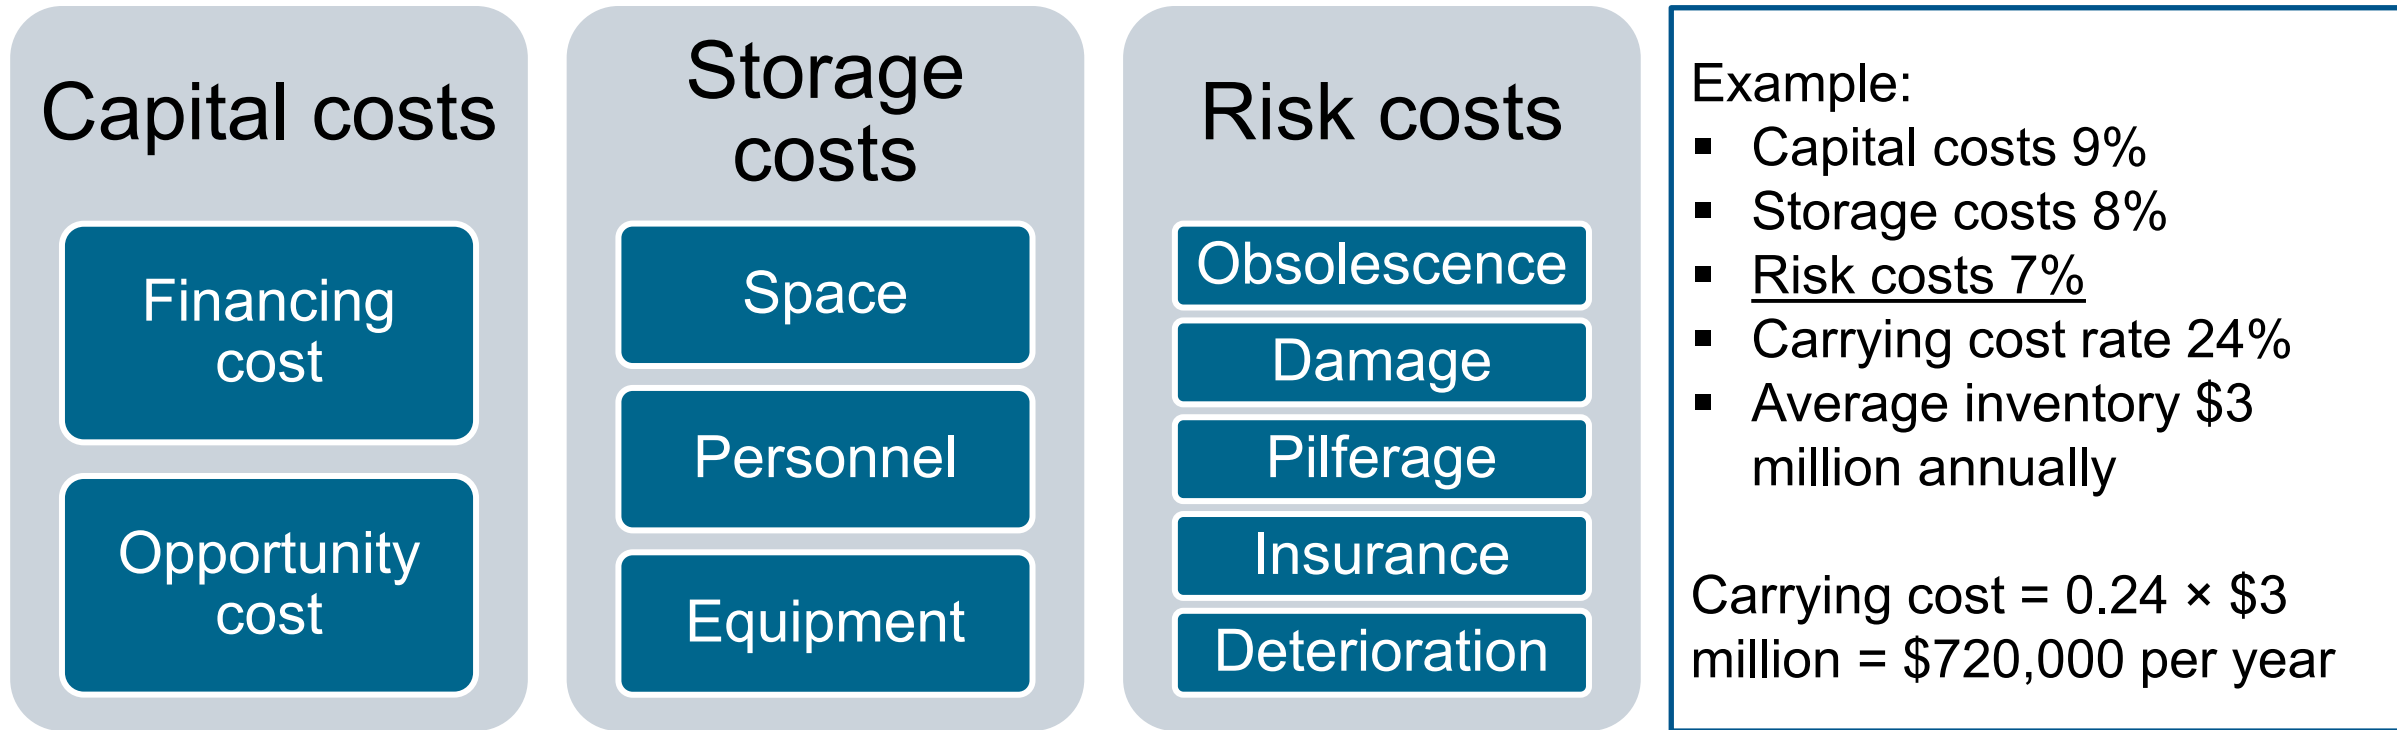 Capital costs
Financing
cost
Opportunity
cost
Storage
costs
Space
Personnel
Equipment
Risk costs
Obsolescence
Damage
Pilferage
Insurance
Deterioration
Example:
▪ Capital costs 9%
▪ Storage costs 8%
▪ Risk costs 7%
▪ Carrying cost rate 24%
▪ Average inventory $3
million annually
Carrying cost = 0.24 × $3
million = $720,000 per year